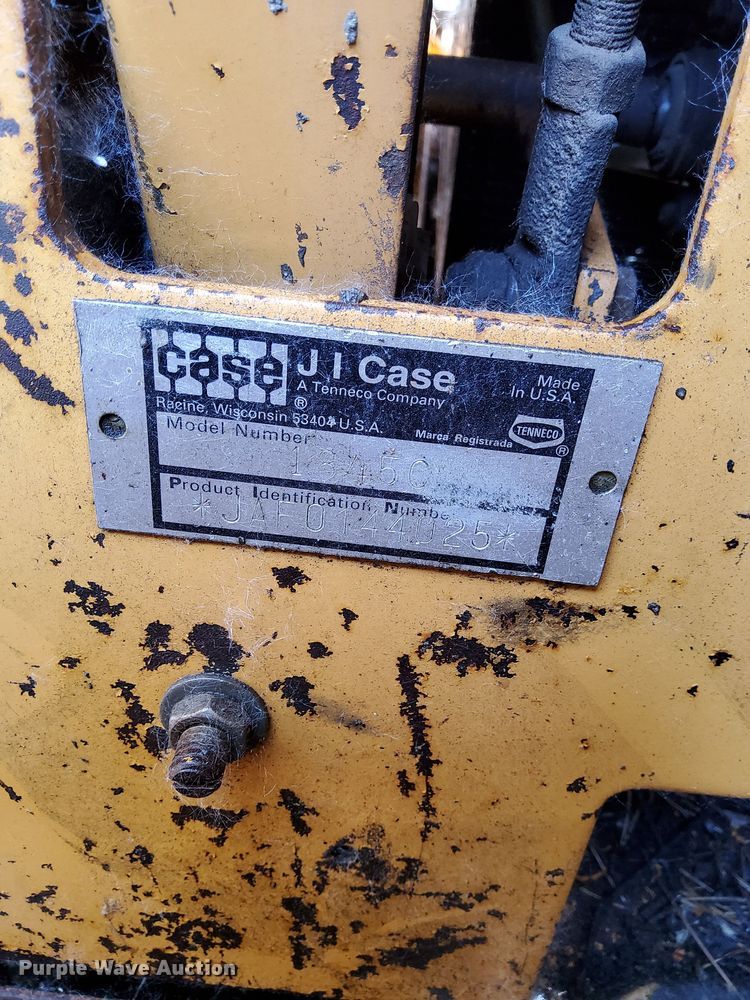 case
®
J I Case
A Tenneco Company
Racine, Wisconsin 53404 U.S.A.
Made
In U.S.A.
Marca Registrada
TENNECO
®
Model Number
1845C
Product Identification Number
*JAF0144025*
Purple Wave Auction